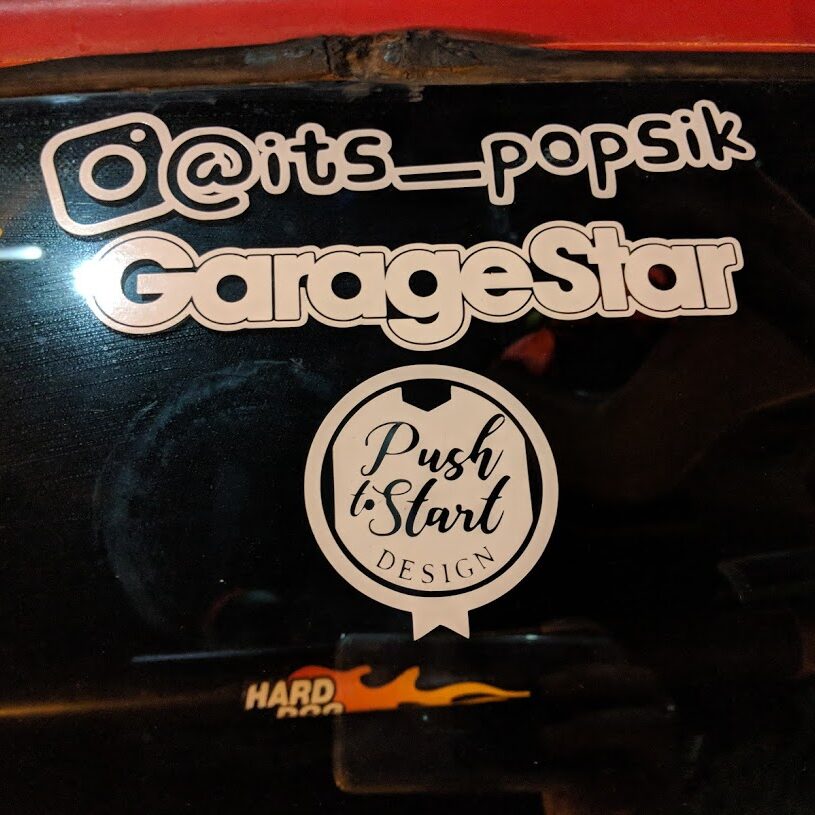 @its_popsik
GarageStar
Push
to Start
DESIGN
HARD